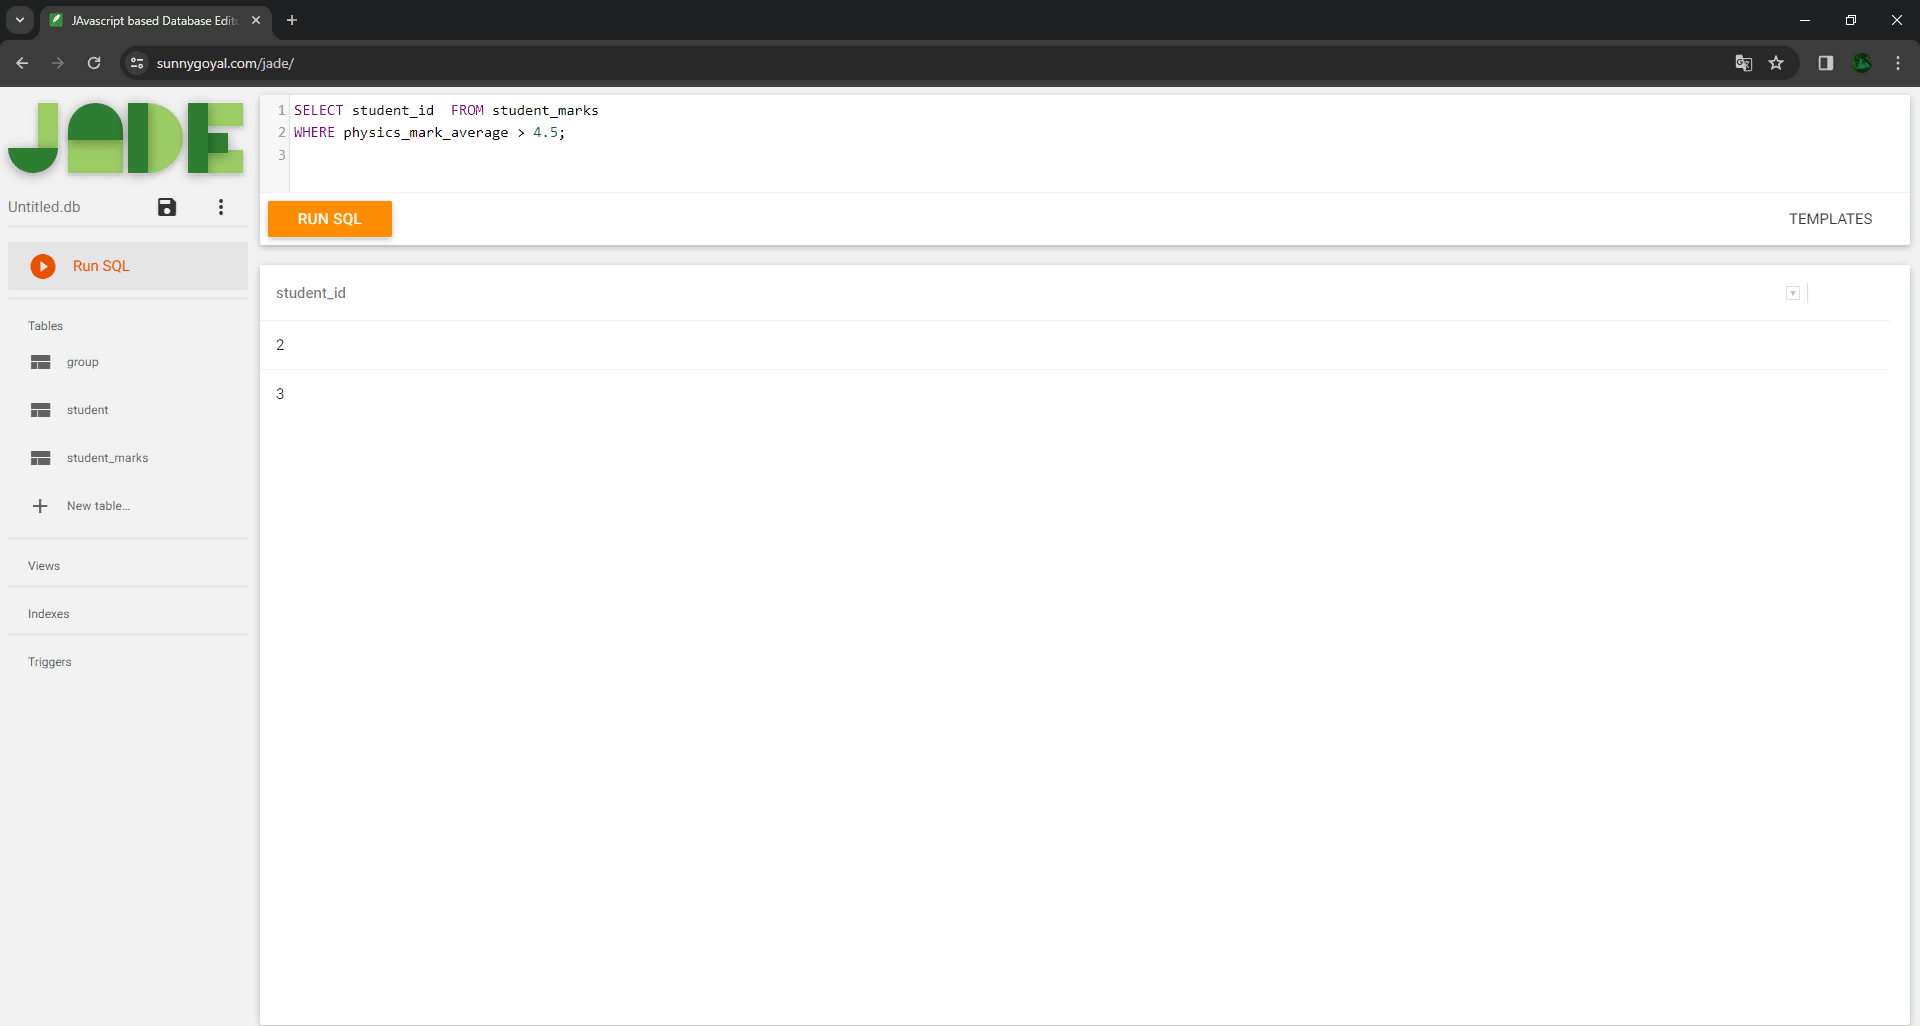 JAvascript based Database Edit
sunnygoyal.com/jade/
JADE
Untitled.db
Run SQL
Tables
group
student
student_marks
New table...
Views
Indexes
Triggers
1 SELECT student_id  FROM student_marks
2 WHERE physics_mark_average > 4.5;
3
RUN SQL
TEMPLATES
student_id
2
3